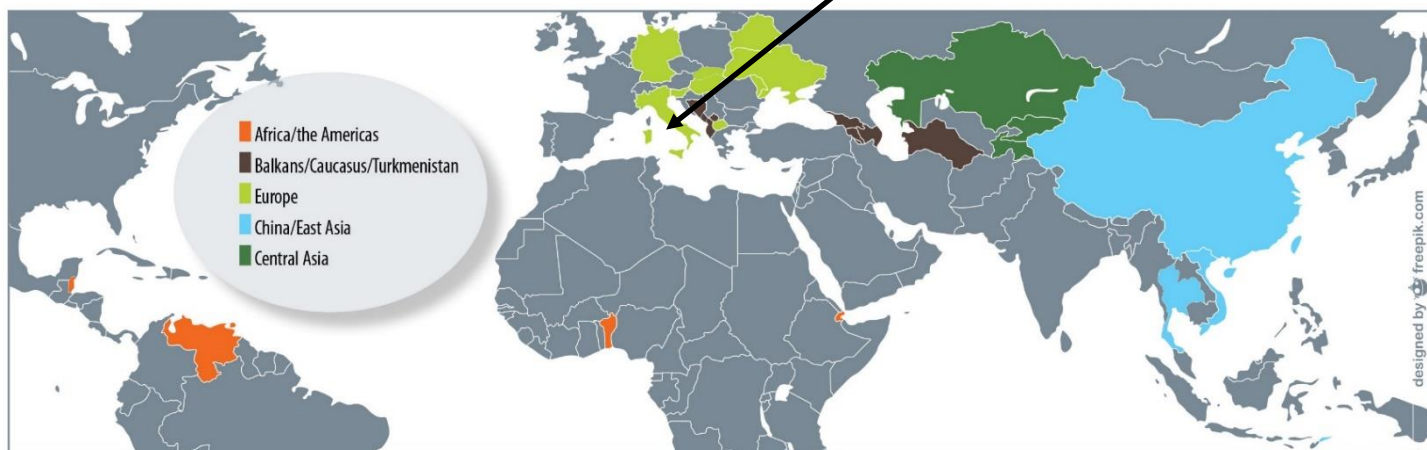 Africa/the Americas
Balkans/Caucasus/Turkmenistan
Europe
China/East Asia
Central Asia
designed by freepik.com